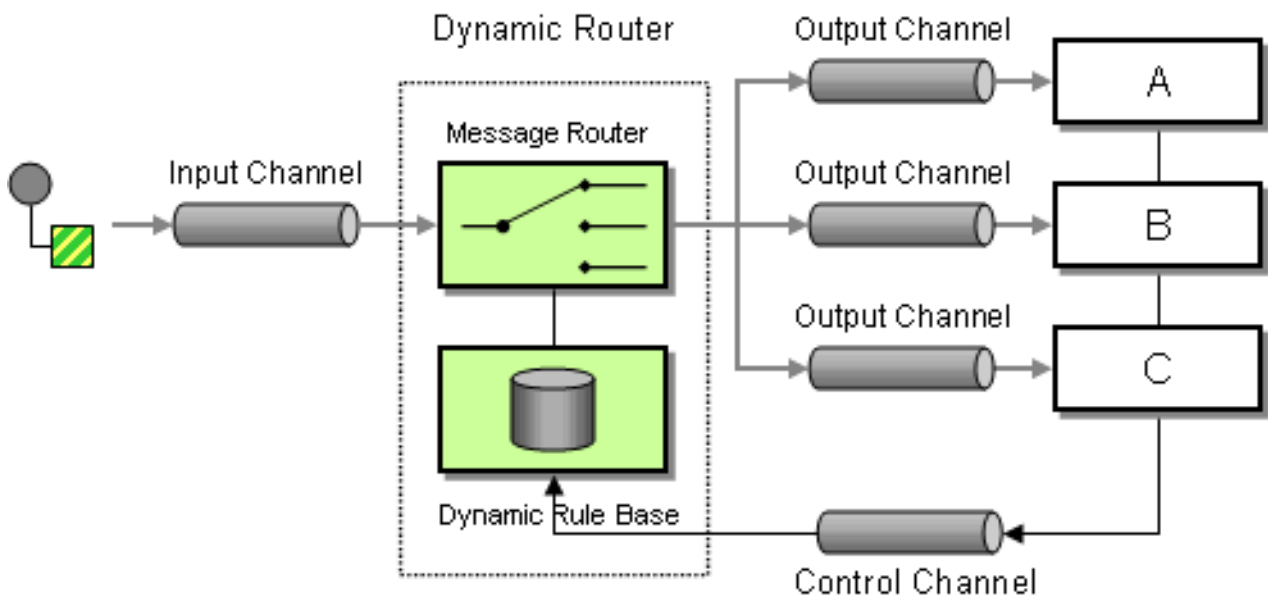 Dynamic Router
Output Channel
A
Message Router
Input Channel
Output Channel
B
Output Channel
C
Dynamic Rule Base
Control Channel